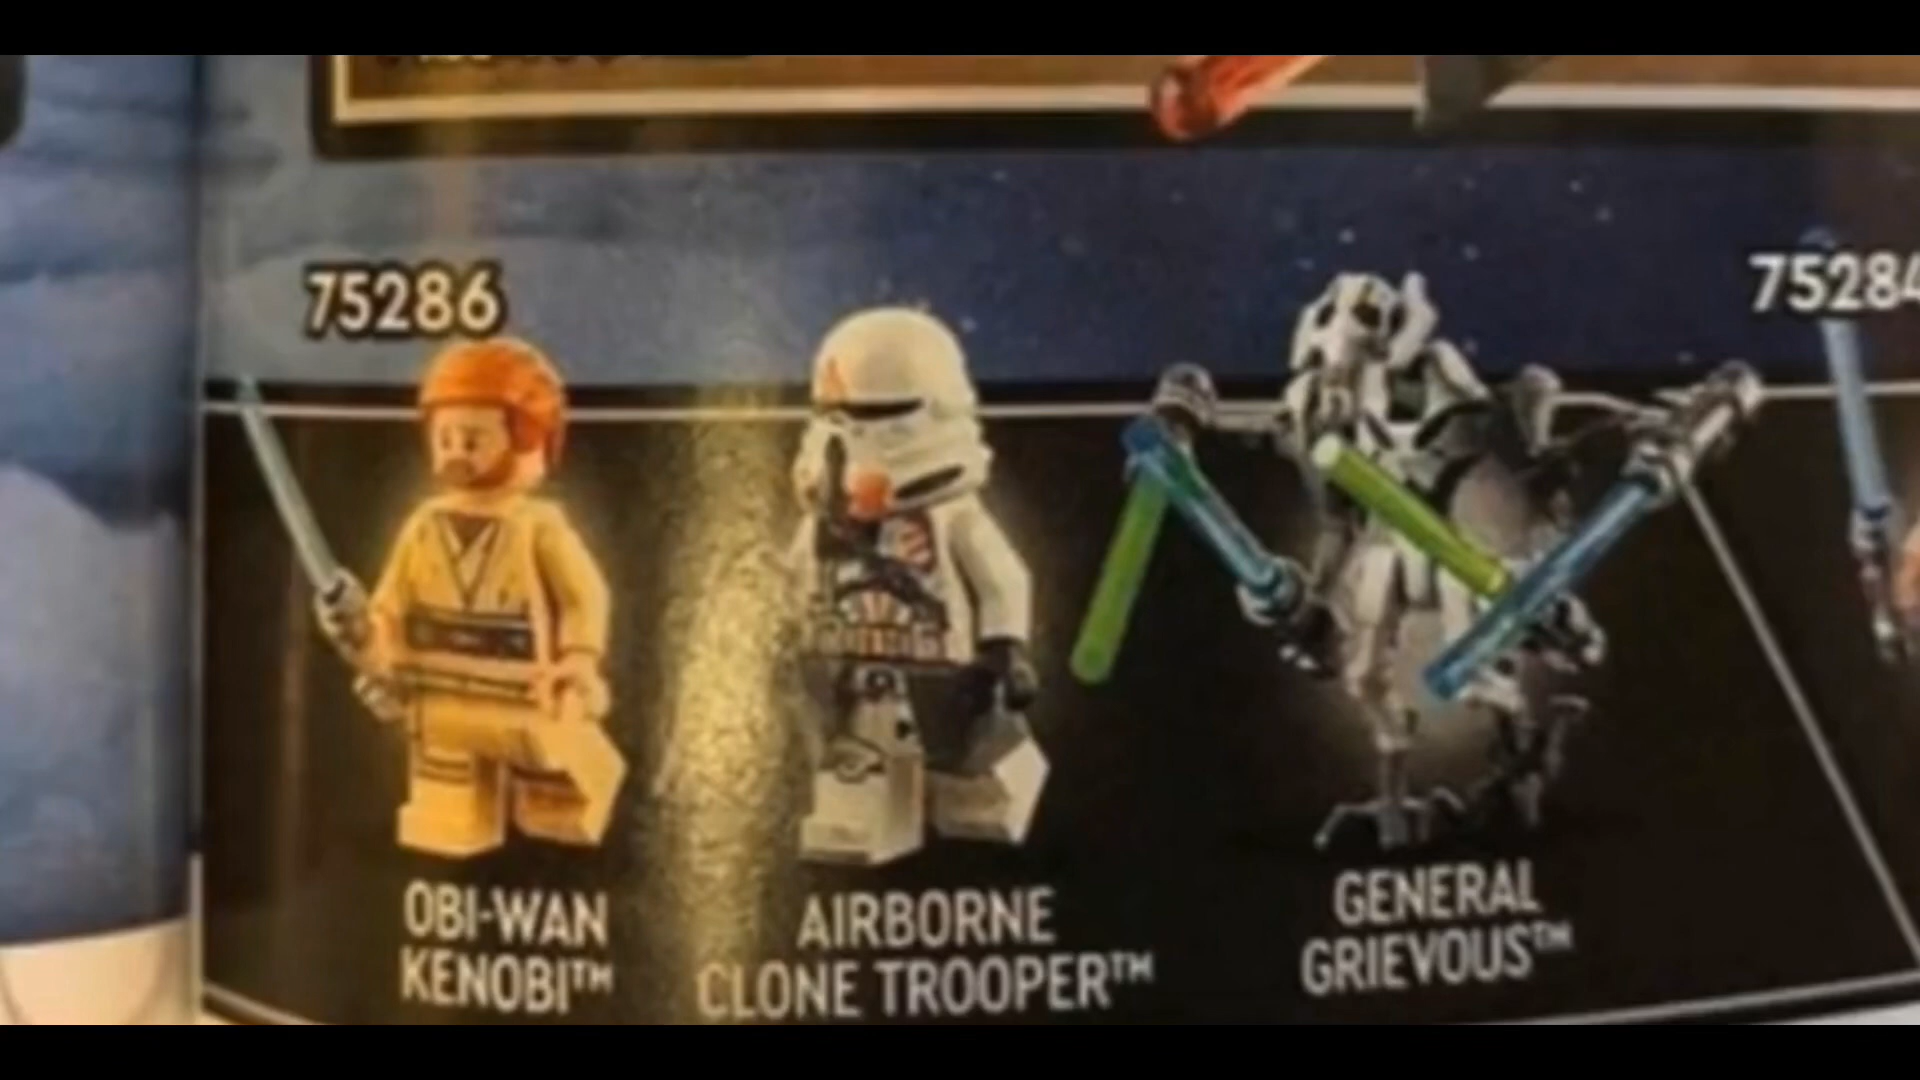 75286
75284
OBI-WAN
KENOBI™
AIRBORNE
CLONE TROOPER™
GENERAL
GRIEVOUS™